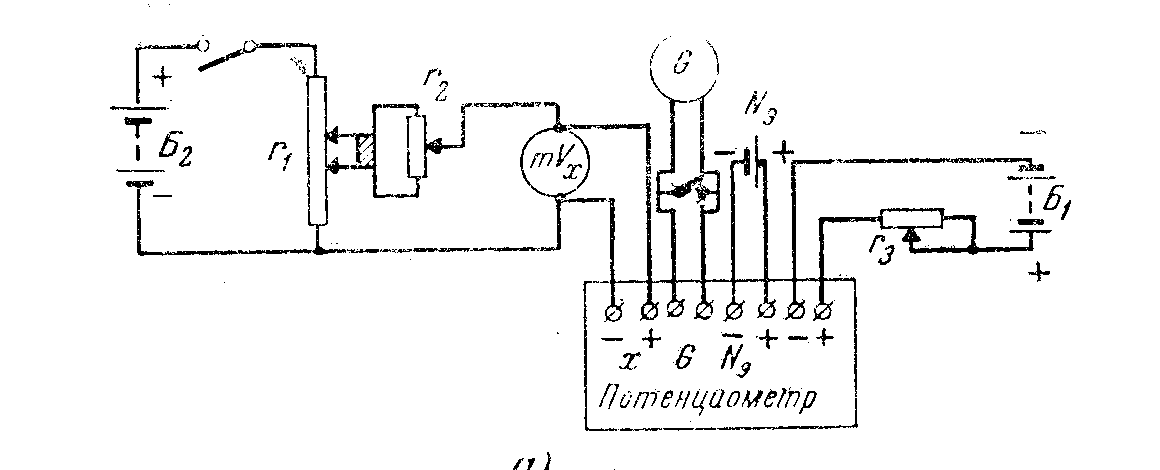 +
Б₂
−
r₁
r₂
mVₓ
G
− Nэ +
−
Б₁
+
r₃
− + − + − +
x G Nэ
Потенциометр